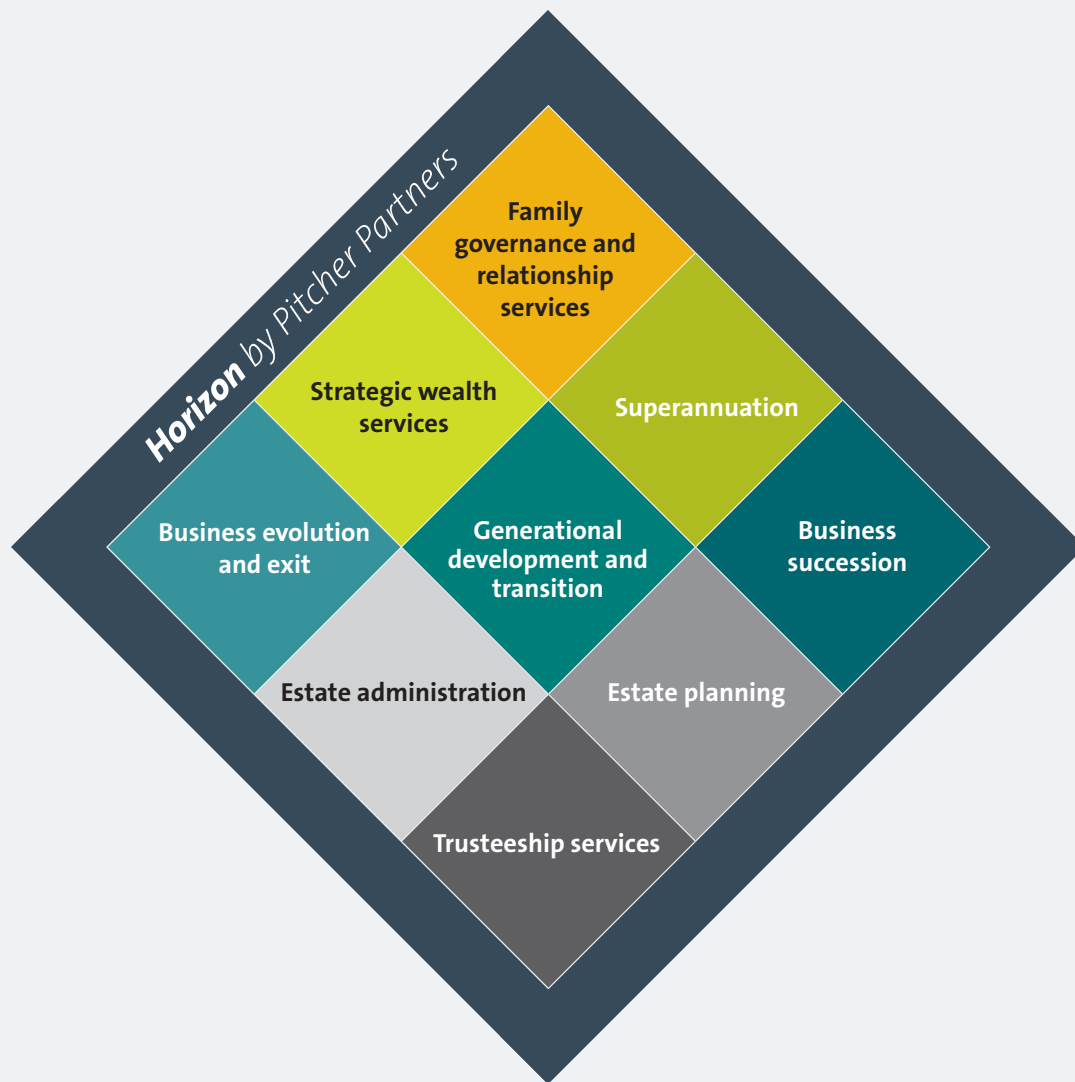 Horizon by Pitcher Partners
Family
governance and
relationship
services
Strategic wealth
services
Superannuation
Business evolution
and exit
Generational
development and
transition
Business
succession
Estate administration
Estate planning
Trusteeship services